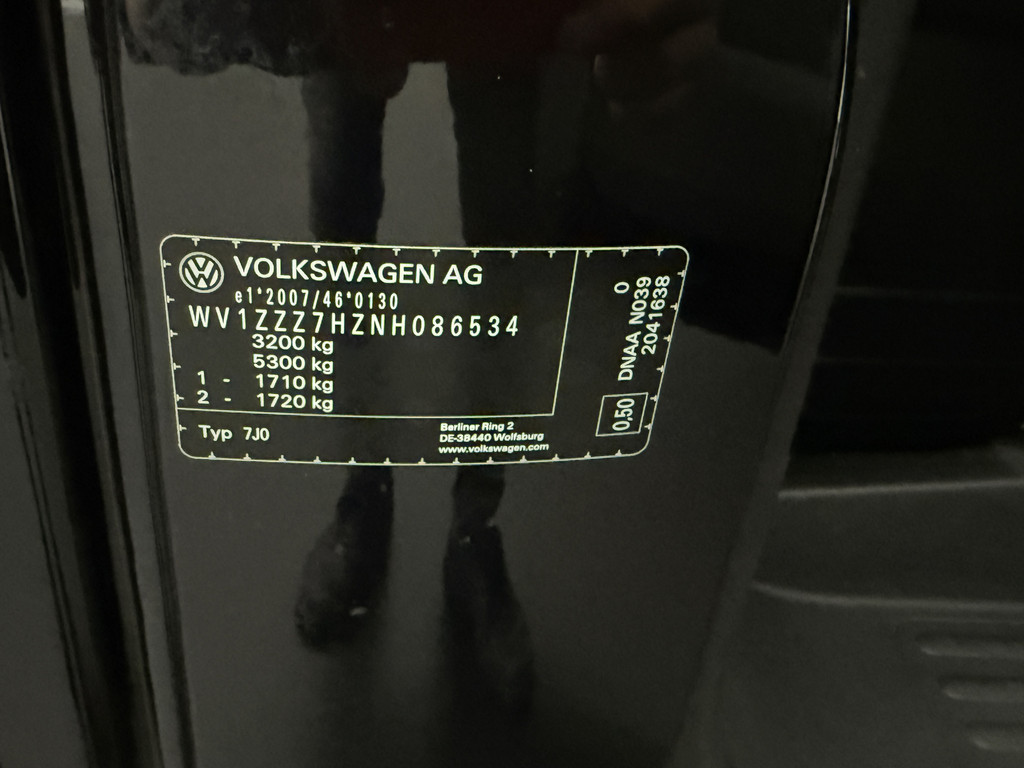 VOLKSWAGEN AG
e1*2007/46*0130
WV1ZZZ7HZNH086534
3200 kg
5300 kg
1 - 1710 kg
2 - 1720 kg
Typ 7J0
Berliner Ring 2
DE-38440 Wolfsburg
www.volkswagen.com
0
DNAA N039
2041638
0,50